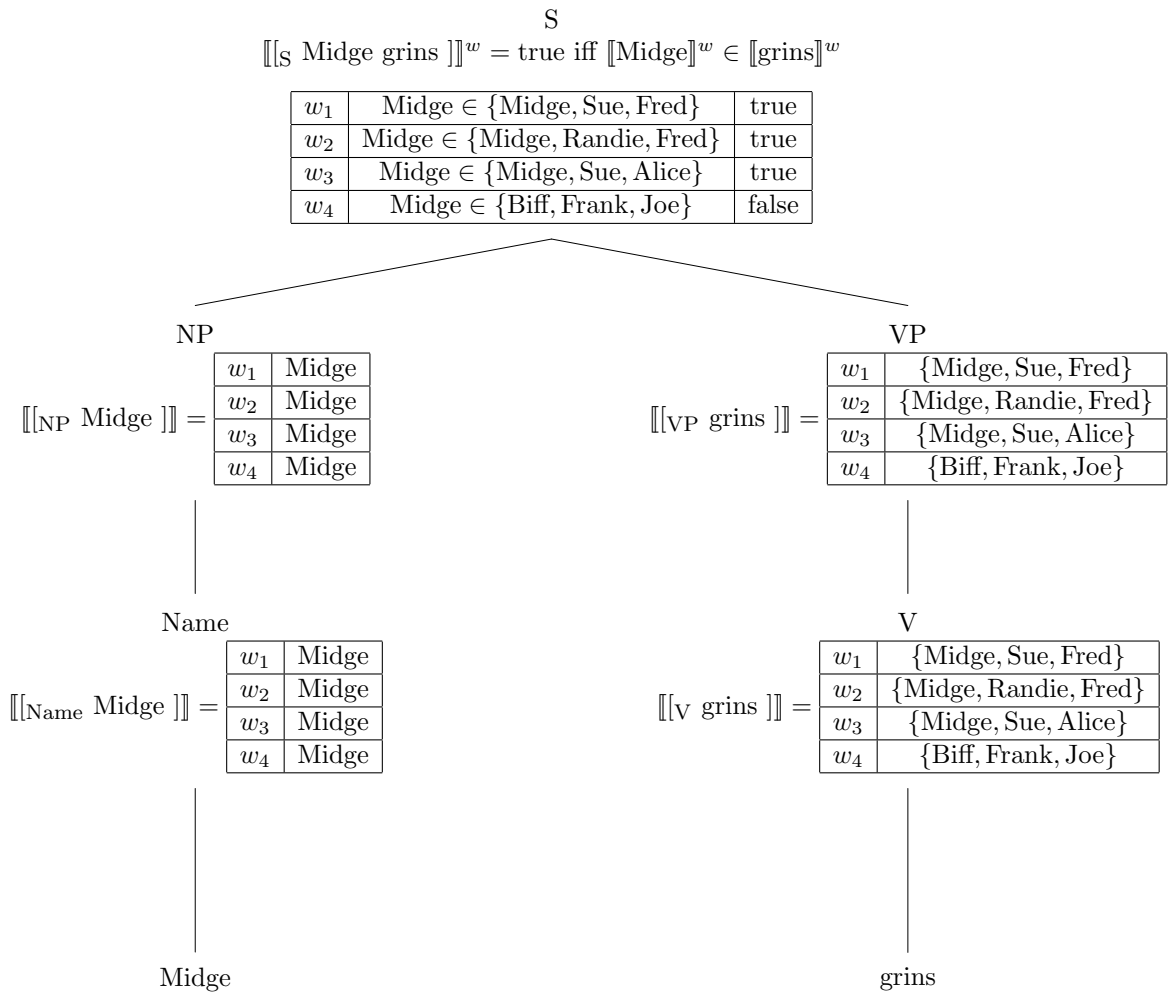 S
⟦[S Midge grins ]⟧ʷ = true iff ⟦Midge⟧ʷ ∈ ⟦grins⟧ʷ
w₁ Midge ∈ {Midge, Sue, Fred} true
w₂ Midge ∈ {Midge, Randie, Fred} true
w₃ Midge ∈ {Midge, Sue, Alice} true
w₄ Midge ∈ {Biff, Frank, Joe} false
NP
⟦[NP Midge ]⟧ =
w₁ Midge
w₂ Midge
w₃ Midge
w₄ Midge
VP
⟦[VP grins ]⟧ =
w₁ {Midge, Sue, Fred}
w₂ {Midge, Randie, Fred}
w₃ {Midge, Sue, Alice}
w₄ {Biff, Frank, Joe}
Name
⟦[Name Midge ]⟧ =
w₁ Midge
w₂ Midge
w₃ Midge
w₄ Midge
V
⟦[V grins ]⟧ =
w₁ {Midge, Sue, Fred}
w₂ {Midge, Randie, Fred}
w₃ {Midge, Sue, Alice}
w₄ {Biff, Frank, Joe}
Midge
grins